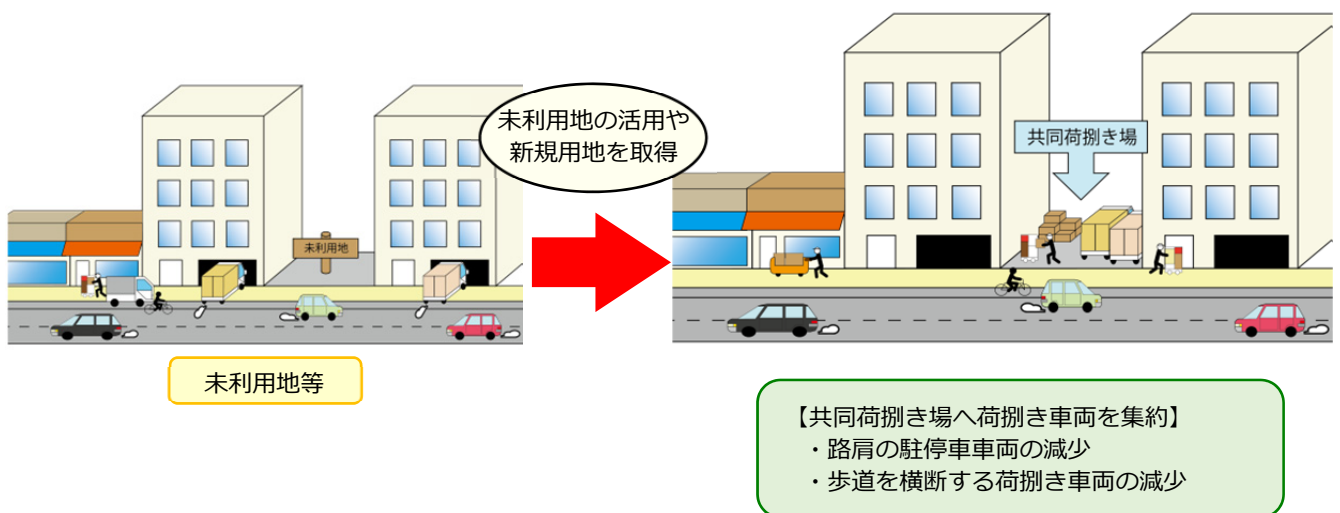 未利用地の活用や
新規用地を取得
共同荷捌き場
未利用地
未利用地等
【共同荷捌き場へ荷捌き車両を集約】
・路肩の駐停車車両の減少
・歩道を横断する荷捌き車両の減少